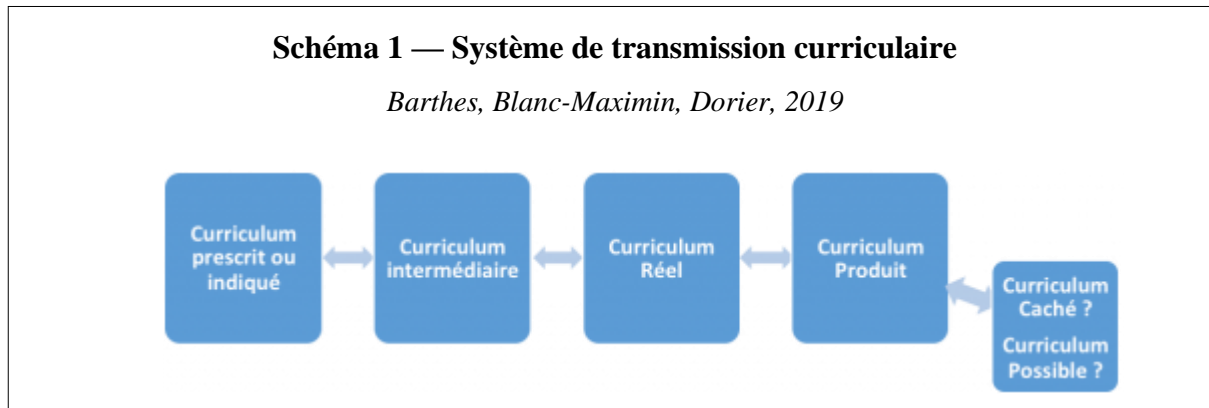 Schéma 1 — Système de transmission curriculaire
Barthes, Blanc-Maximin, Dorier, 2019
Curriculum
prescrit ou
indiqué
Curriculum
intermédiaire
Curriculum
Réel
Curriculum
Produit
Curriculum
Caché ?
Curriculum
Possible ?